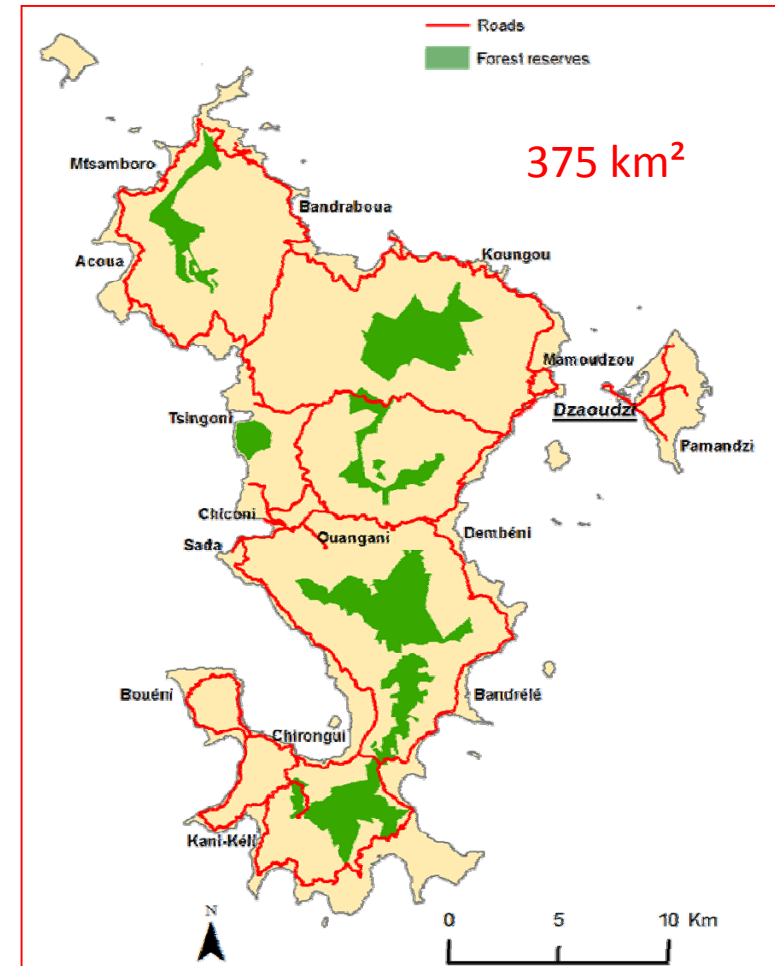 Roads
Forest reserves
375 km²
Mtsamboro
Bandraboua
Acoua
Koungou
Mamoudzou
Dzaoudzi
Tsingoni
Pamandzi
Chiconi
Ouangani
Dembéni
Sada
Bouéni
Bandrélé
Chirongui
Kani-Kéli
N
0 5 10 Km